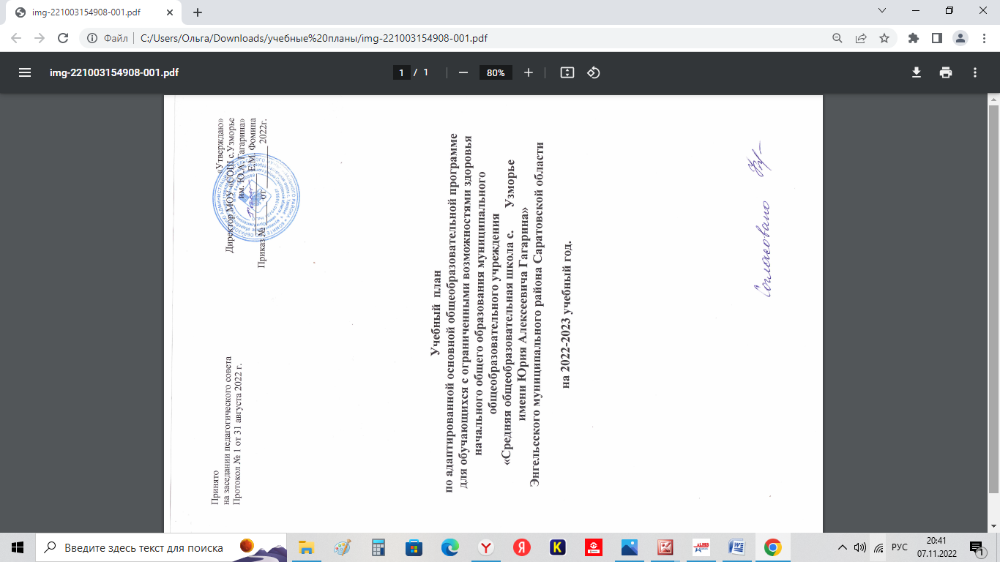 img-221003154908-001.pdf
Файл
C:/Users/Ольга/Downloads/учебные%20планы/img-221003154908-001.pdf
img-221003154908-001.pdf
1 / 1
80%
Принято
на заседании педагогического совета
Протокол № 1 от 31 августа 2022 г.
«Утверждаю»
Директор МОУ «СОШ с.Узморье
им. Ю.А.Гагарина»
Е.М. Фомина
Приказ № от 2022г.
Учебный план
по адаптированной основной общеобразовательной программе
для обучающихся с ограниченными возможностями здоровья
начального общего образования муниципального
общеобразовательного учреждения
«Средняя общеобразовательная школа с. Узморье
имени Юрия Алексеевича Гагарина»
Энгельсского муниципального района Саратовской области
на 2022-2023 учебный год.
Согласовано
Введите здесь текст для поиска
РУС
20:41
07.11.2022
1